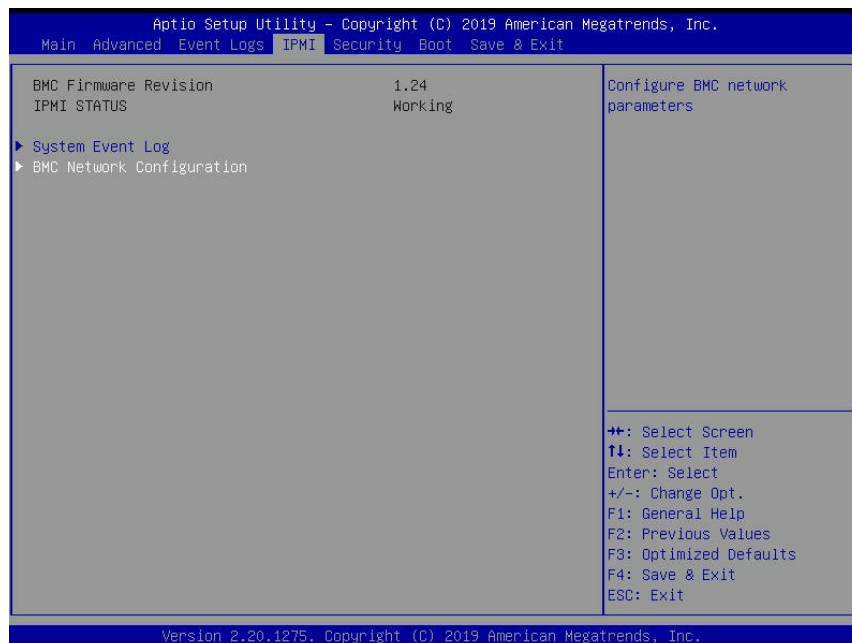 Aptio Setup Utility – Copyright (C) 2019 American Megatrends, Inc.
Main Advanced Event Logs IPMI Security Boot Save & Exit
BMC Firmware Revision 1.24
IPMI STATUS Working
System Event Log
BMC Network Configuration
Configure BMC network
parameters
→←: Select Screen
↑↓: Select Item
Enter: Select
+/-: Change Opt.
F1: General Help
F2: Previous Values
F3: Optimized Defaults
F4: Save & Exit
ESC: Exit
Version 2.20.1275. Copyright (C) 2019 American Megatrends, Inc.